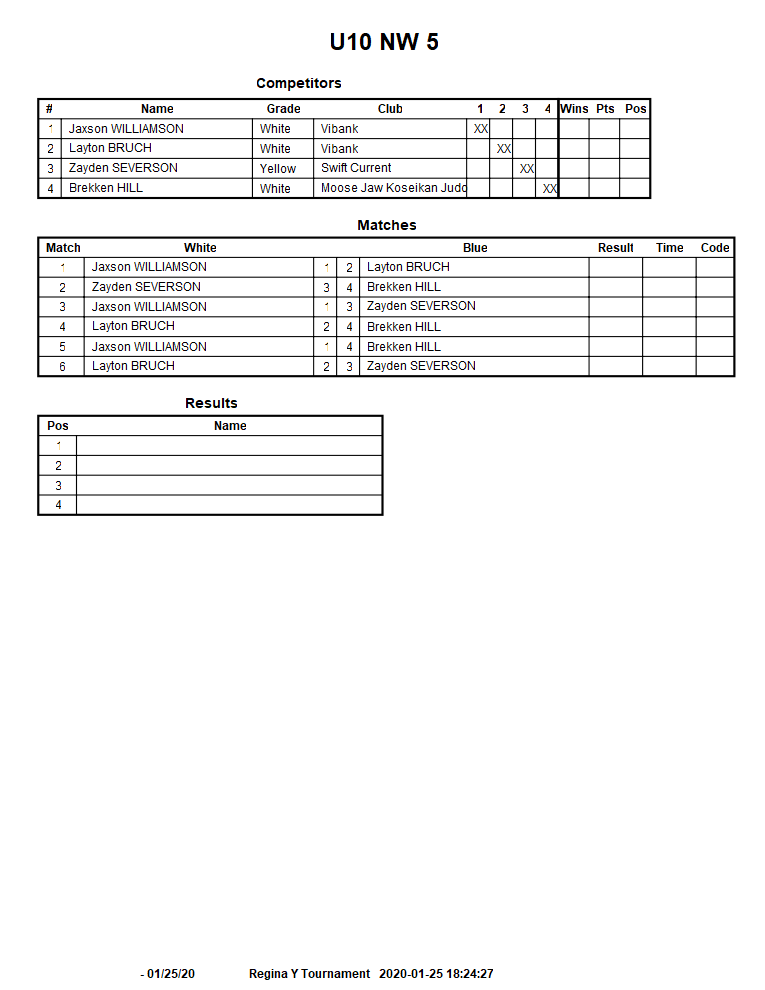 U10 NW 5
Competitors
# Name Grade Club 1 2 3 4 Wins Pts Pos
1 Jaxson WILLIAMSON White Vibank XX
2 Layton BRUCH White Vibank XX
3 Zayden SEVERSON Yellow Swift Current XX
4 Brekken HILL White Moose Jaw Koseikan Judo XX
Matches
Match White Blue Result Time Code
1 Jaxson WILLIAMSON 1 2 Layton BRUCH
2 Zayden SEVERSON 3 4 Brekken HILL
3 Jaxson WILLIAMSON 1 3 Zayden SEVERSON
4 Layton BRUCH 2 4 Brekken HILL
5 Jaxson WILLIAMSON 1 4 Brekken HILL
6 Layton BRUCH 2 3 Zayden SEVERSON
Results
Pos Name
1
2
3
4
- 01/25/20 Regina Y Tournament 2020-01-25 18:24:27